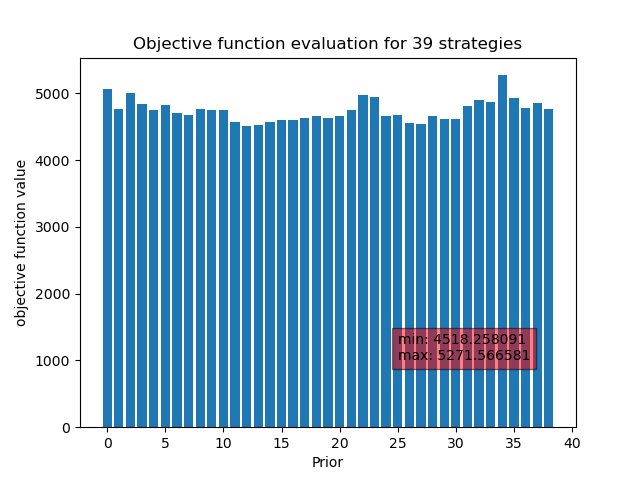 Objective function evaluation for 39 strategies
objective function value
5000
4000
3000
2000
1000
0
min: 4518.258091
max: 5271.566581
0 5 10 15 20 25 30 35 40
Prior